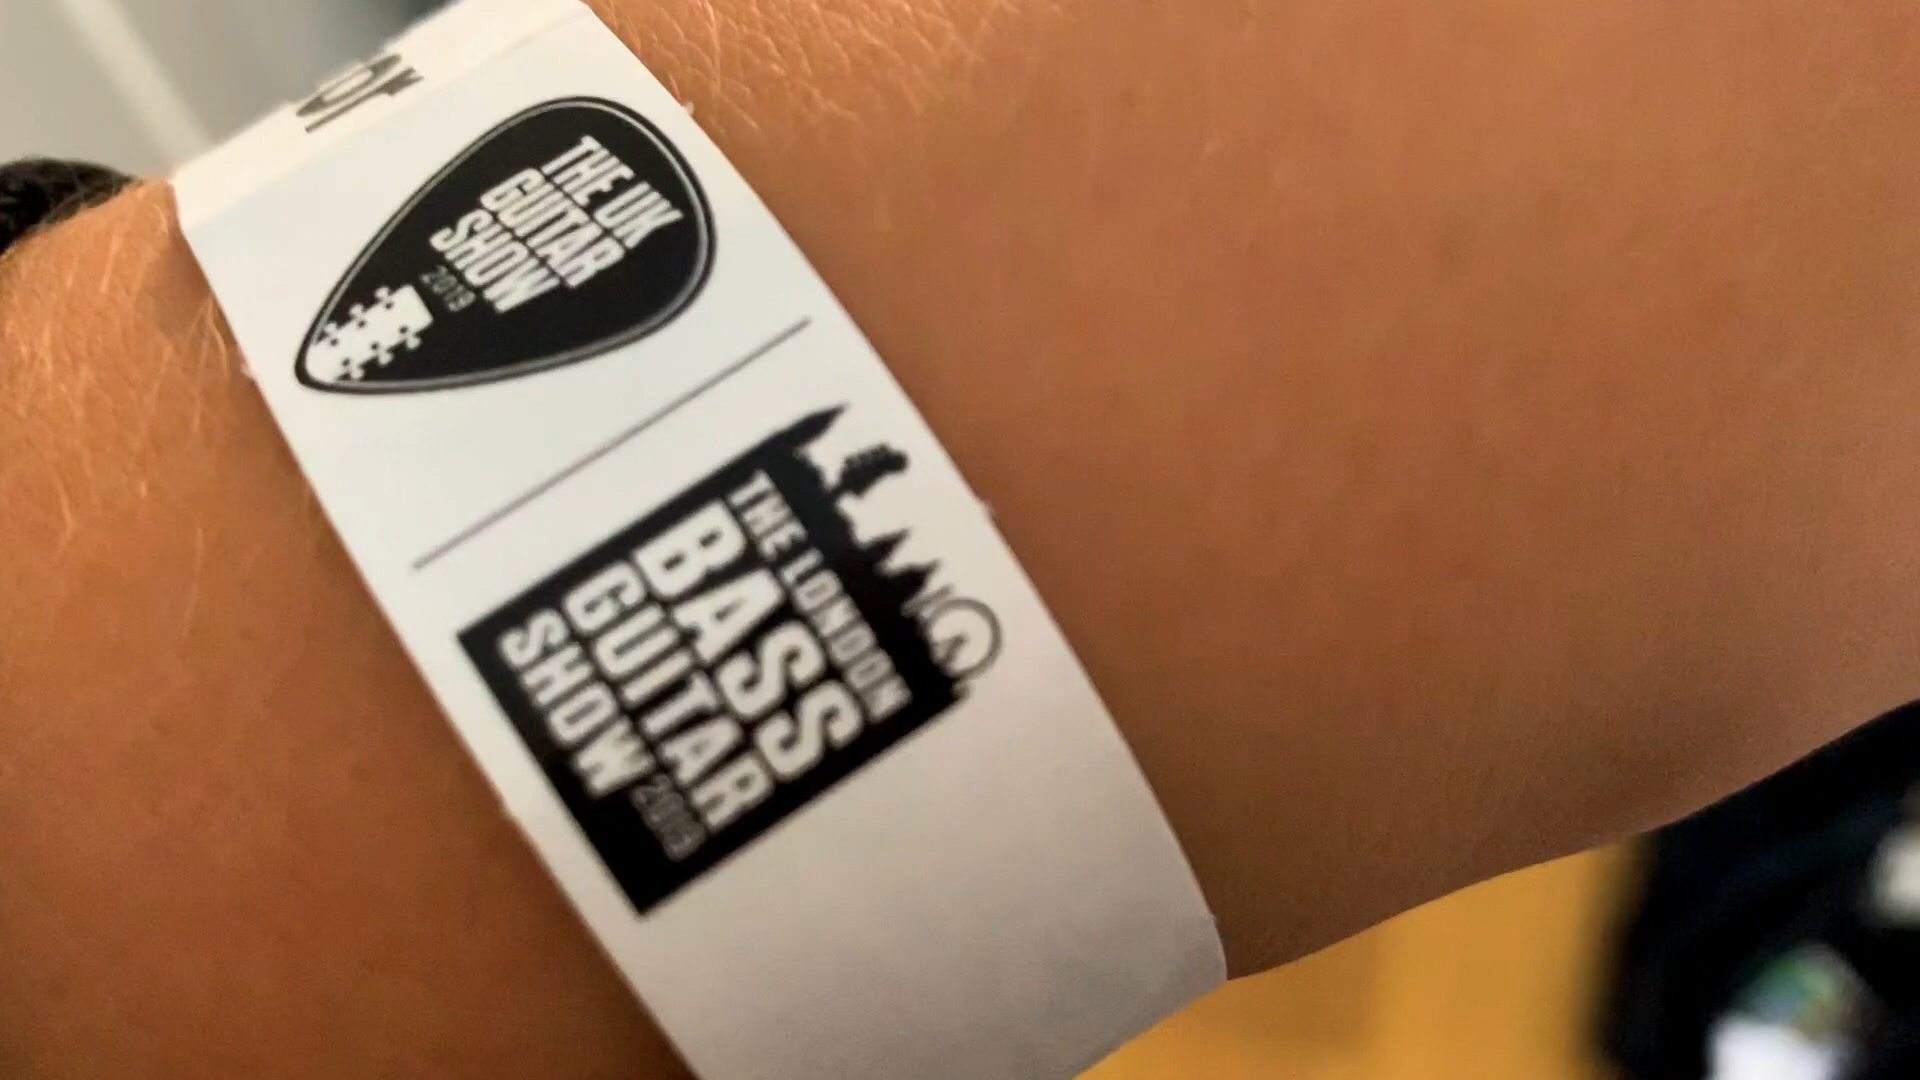 THE UK
GUITAR
SHOW
2019
THE LONDON
BASS
GUITAR
SHOW 2019